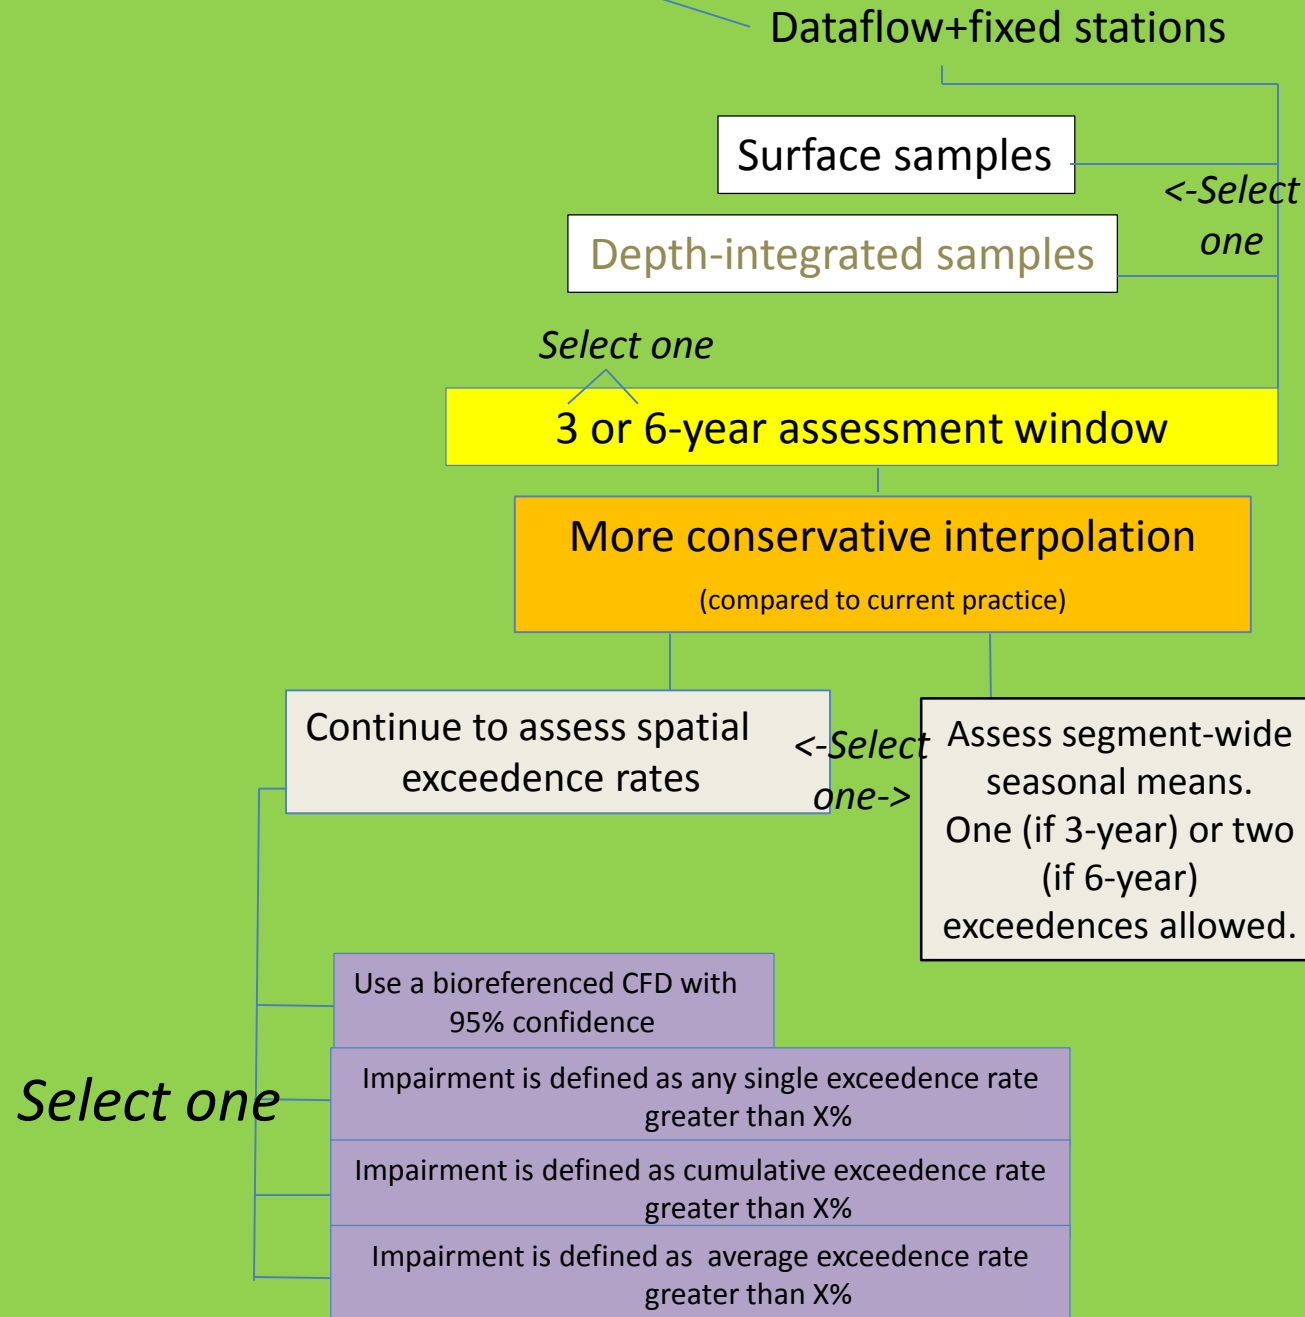 Dataflow+fixed stations
Surface samples
<-Select
one
Depth-integrated samples
Select one
3 or 6-year assessment window
More conservative interpolation
(compared to current practice)
Continue to assess spatial
exceedence rates
<-Select
one->
Assess segment-wide
seasonal means.
One (if 3-year) or two
(if 6-year)
exceedences allowed.
Select one
Use a bioreferenced CFD with
95% confidence
Impairment is defined as any single exceedence rate
greater than X%
Impairment is defined as cumulative exceedence rate
greater than X%
Impairment is defined as  average exceedence rate
greater than X%